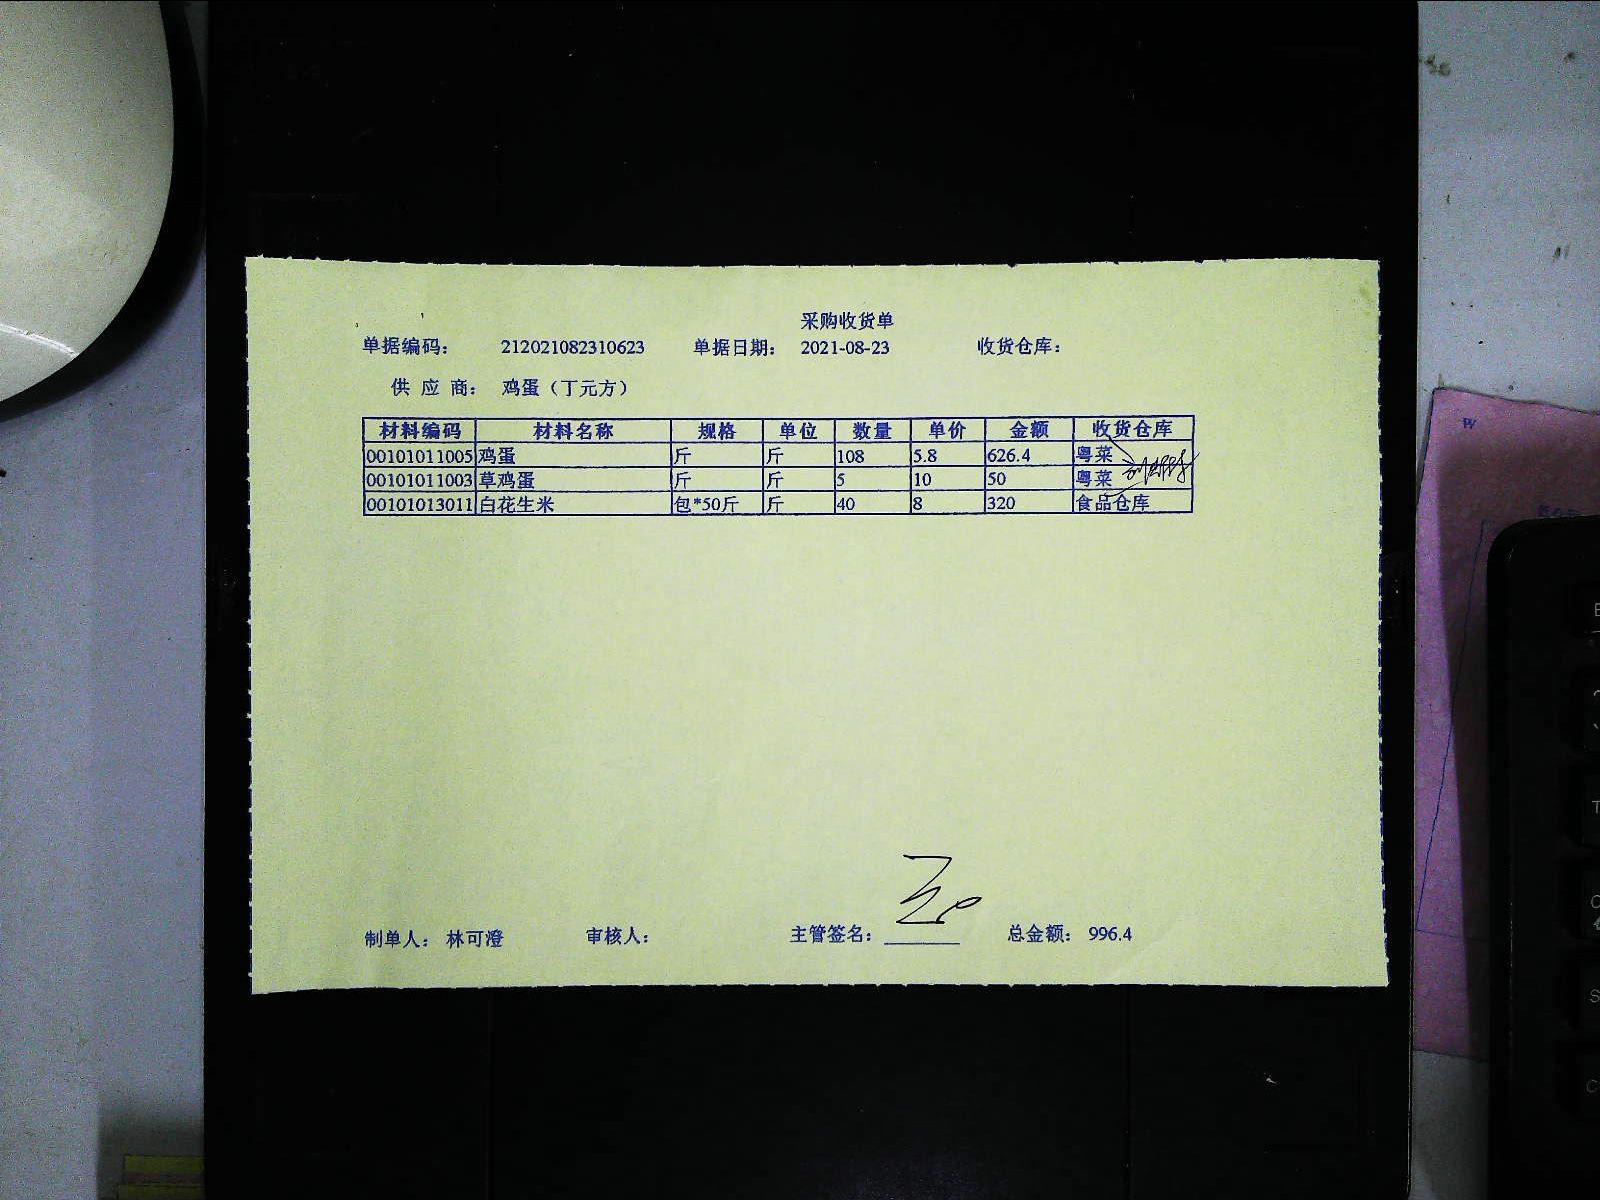 采购收货单
单据编码： 212021082310623 单据日期： 2021-08-23 收货仓库：
供 应 商： 鸡蛋（丁元方）
材料编码 材料名称 规格 单位 数量 单价 金额 收货仓库
00101011005 鸡蛋 斤 斤 108 5.8 626.4 粤菜
00101011003 草鸡蛋 斤 斤 5 10 50 粤菜
00101013011 白花生米 包*50斤 斤 40 8 320 食品仓库
制单人： 林可澄 审核人： 主管签名： 总金额： 996.4